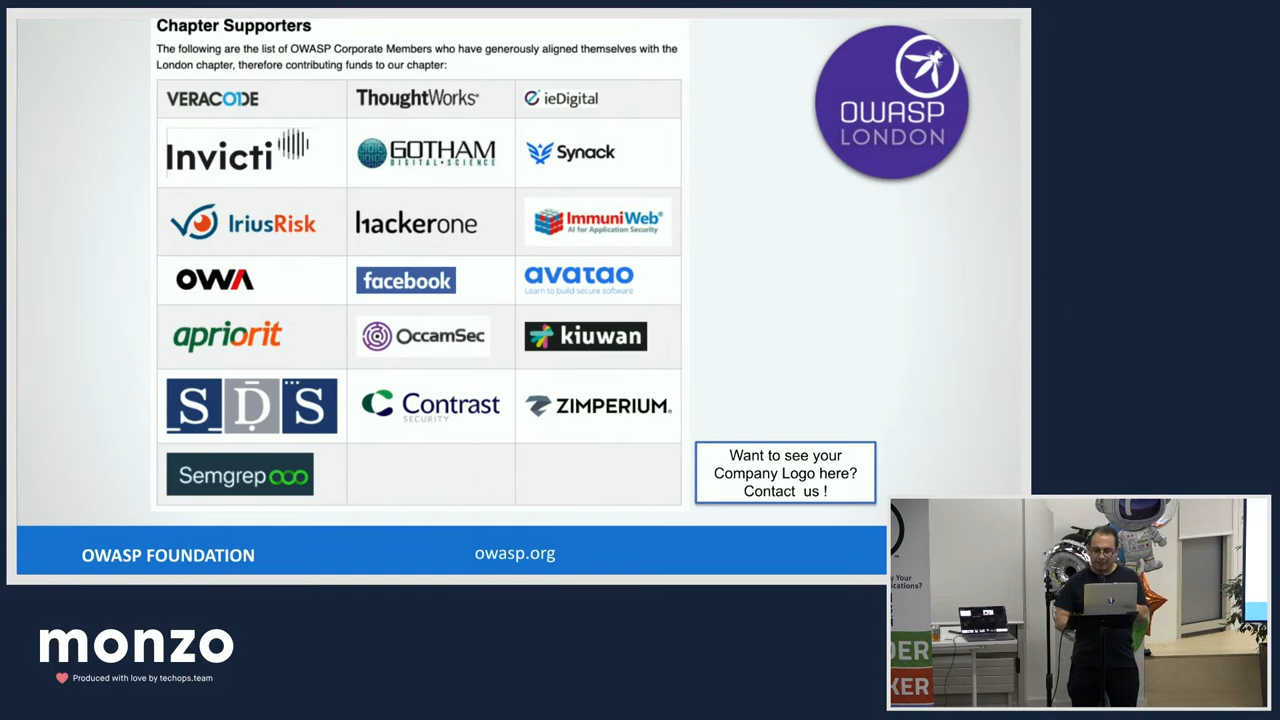 Chapter Supporters
The following are the list of OWASP Corporate Members who have generously aligned themselves with the
London chapter, therefore contributing funds to our chapter:
VERACODE
ThoughtWorks®
ieDigital
Invicti
GOTHAM
DIGITAL·SCIENCE
Synack
IriusRisk
hackerone
ImmuniWeb®
AI for Application Security
OWA
facebook
avatao
Learn to build secure software
apriorit
OccamSec
kiuwan
SDS
Contrast
SECURITY
ZIMPERIUM.
Semgrep
OWASP
LONDON
Want to see your
Company Logo here?
Contact us !
OWASP FOUNDATION
owasp.org
monzo
Produced with love by techops.team